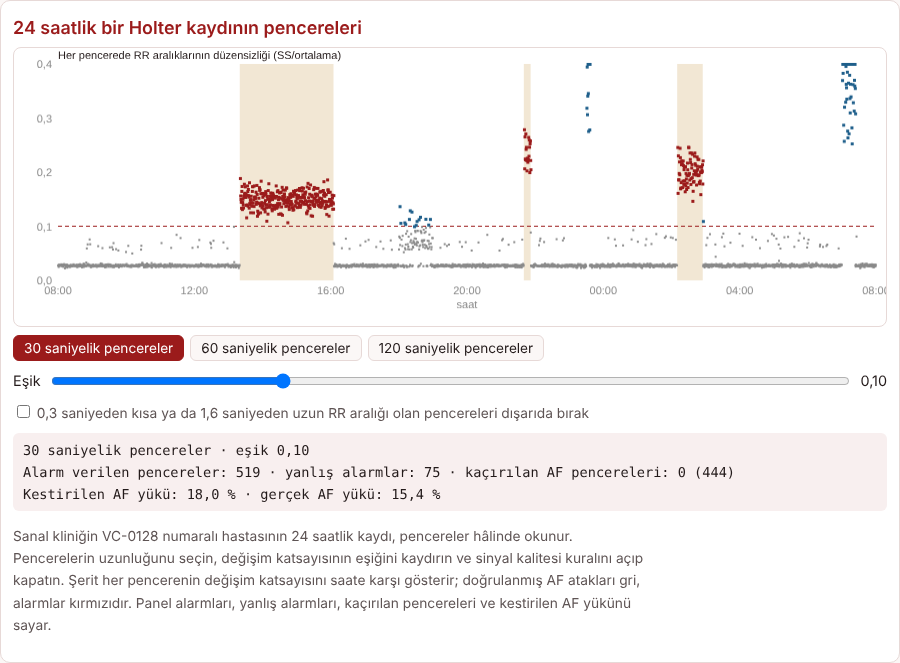 24 saatlik bir Holter kaydının pencereleri
Her pencerede RR aralıklarının düzensizliği (SS/ortalama)
0,4
0,3
0,2
0,1
0,0
08:00 12:00 16:00 20:00 00:00 04:00 08:00
saat
30 saniyelik pencereler 60 saniyelik pencereler 120 saniyelik pencereler
Eşik 0,10
0,3 saniyeden kısa ya da 1,6 saniyeden uzun RR aralığı olan pencereleri dışarıda bırak
30 saniyelik pencereler · eşik 0,10
Alarm verilen pencereler: 519 · yanlış alarmlar: 75 · kaçırılan AF pencereleri: 0 (444)
Kestirilen AF yükü: 18,0 % · gerçek AF yükü: 15,4 %
Sanal kliniğin VC-0128 numaralı hastasının 24 saatlik kaydı, pencereler hâlinde okunur.
Pencerelerin uzunluğunu seçin, değişim katsayısının eşiğini kaydırın ve sinyal kalitesi kuralını açıp
kapatın. Şerit her pencerenin değişim katsayısını saate karşı gösterir; doğrulanmış AF atakları gri,
alarmlar kırmızıdır. Panel alarmları, yanlış alarmları, kaçırılan pencereleri ve kestirilen AF yükünü
sayar.